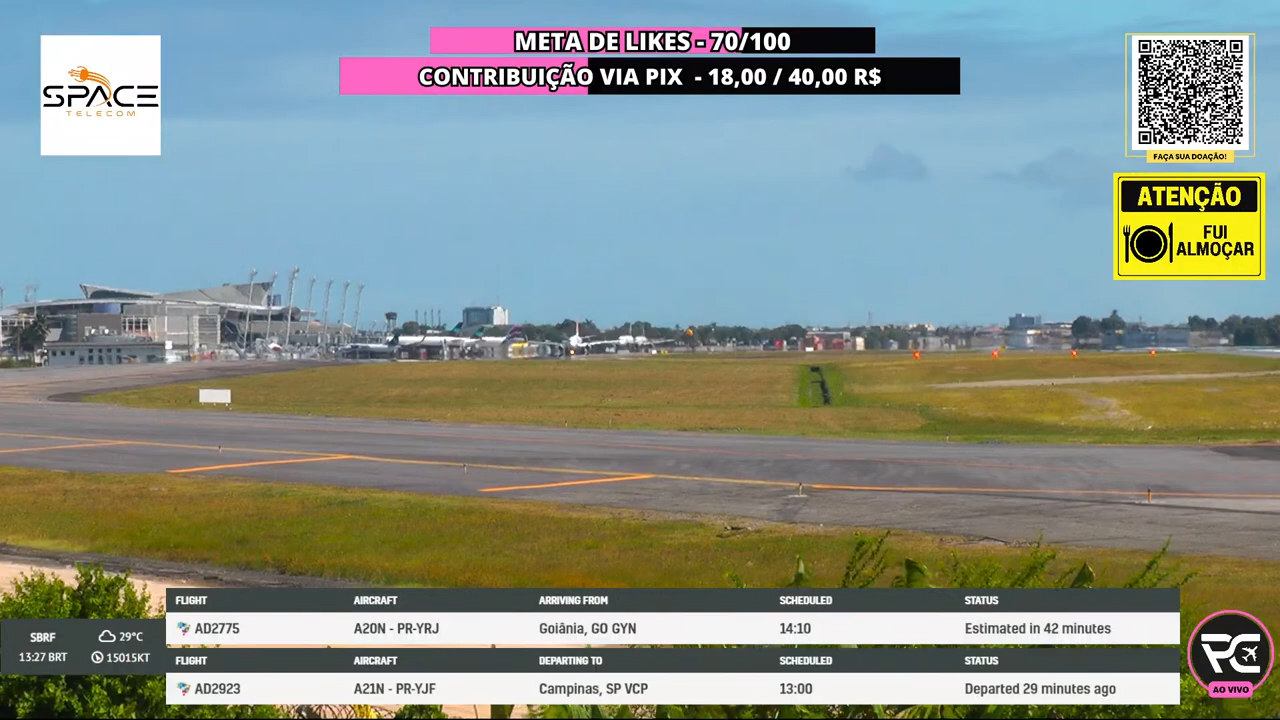 META DE LIKES - 70/100
CONTRIBUIÇÃO VIA PIX - 18,00 / 40,00 R$
SPACE
TELECOM
FAÇA SUA DOAÇÃO!
ATENÇÃO
FUI
ALMOÇAR
FLIGHT AIRCRAFT ARRIVING FROM SCHEDULED STATUS
AD2775 A20N - PR-YRJ Goiânia, GO GYN 14:10 Estimated in 42 minutes
FLIGHT AIRCRAFT DEPARTING TO SCHEDULED STATUS
AD2923 A21N - PR-YJF Campinas, SP VCP 13:00 Departed 29 minutes ago
SBRF 29°C
13:27 BRT 15015KT
RC
AO VIVO